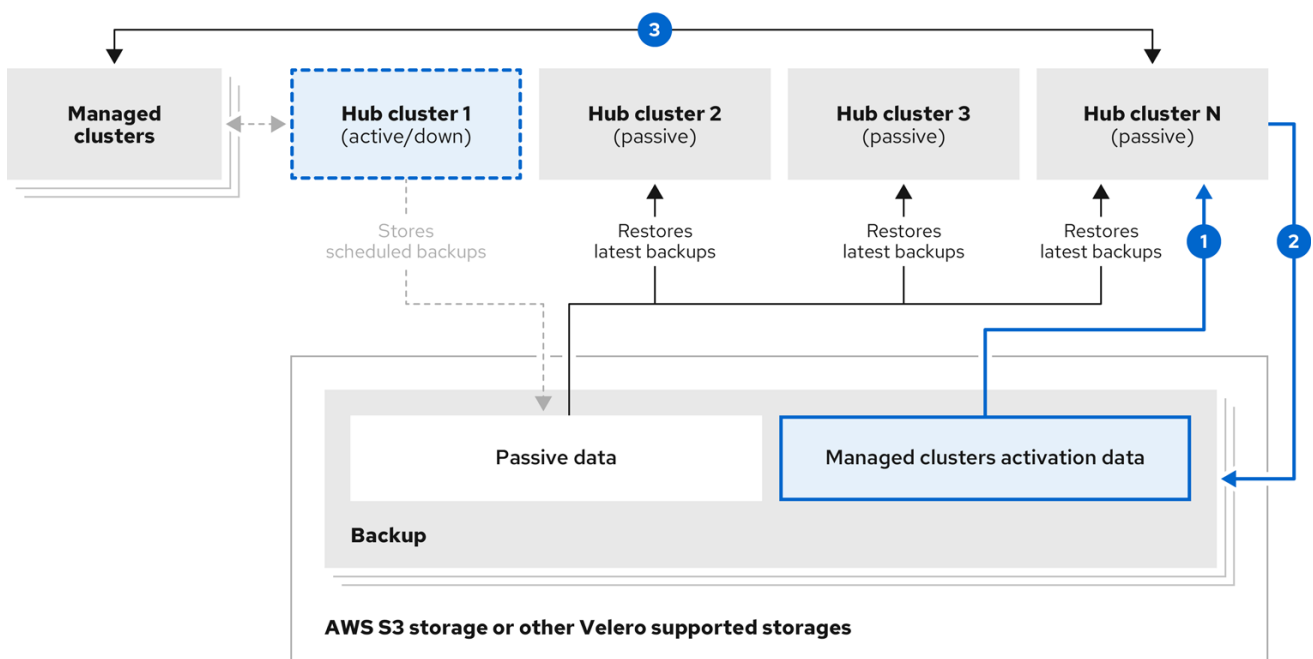 3
Managed
clusters
Hub cluster 1
(active/down)
Hub cluster 2
(passive)
Hub cluster 3
(passive)
Hub cluster N
(passive)
Stores
scheduled backups
Restores
latest backups
Restores
latest backups
Restores
latest backups
1
2
Passive data
Managed clusters activation data
Backup
AWS S3 storage or other Velero supported storages